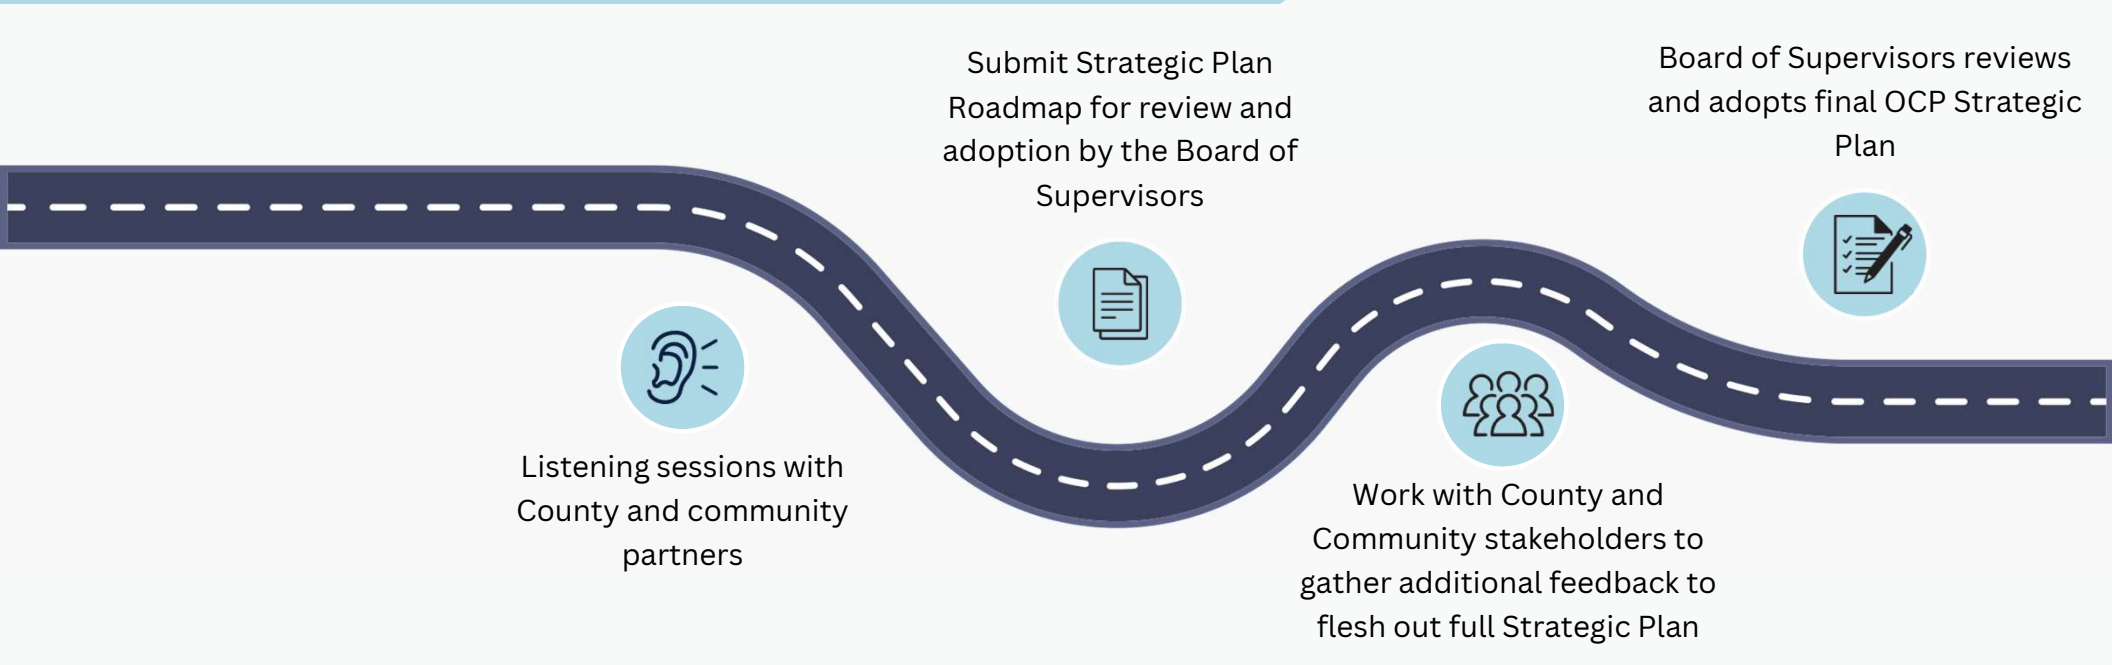 Listening sessions with
County and community
partners
Submit Strategic Plan
Roadmap for review and
adoption by the Board of
Supervisors
Work with County and
Community stakeholders to
gather additional feedback to
flesh out full Strategic Plan
Board of Supervisors reviews
and adopts final OCP Strategic
Plan